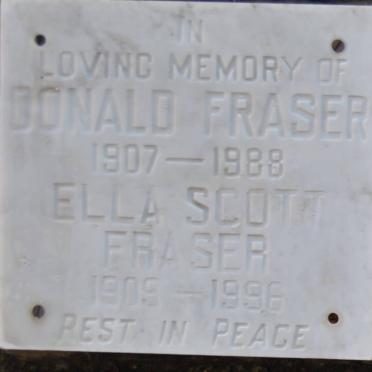 IN
LOVING MEMORY OF
DONALD FRASER
1907 — 1988
ELLA SCOTT
FRASER
1909 — 1996
REST IN PEACE